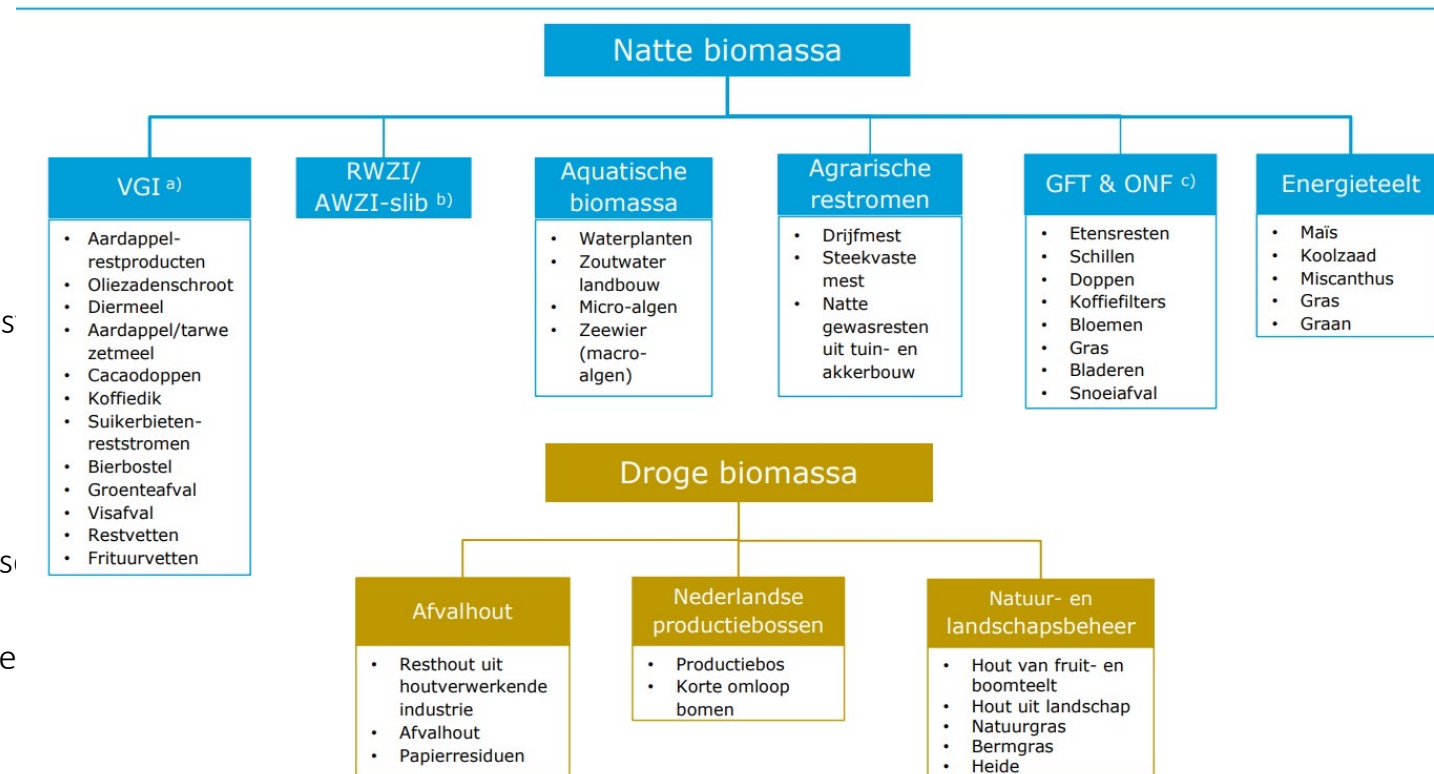 Natte biomassa
VGI a)
Aardappel-
restproducten
Oliezadenschroot
Diermeel
Aardappel/tarwe
zetmeel
Cacaodoppen
Koffiedik
Suikerbieten-
reststromen
Bierbostel
Groenteafval
Visafval
Restvetten
Frituurvetten
RWZI/
AWZI-slib b)
Aquatische
biomassa
Waterplanten
Zoutwater
landbouw
Micro-algen
Zeewier
(macro-
algen)
Agrarische
restromen
Drijfmest
Steekvaste
mest
Natte
gewasresten
uit tuin- en
akkerbouw
GFT & ONF c)
Etensresten
Schillen
Doppen
Koffiefilters
Bloemen
Gras
Bladeren
Snoeiafval
Energieteelt
Maïs
Koolzaad
Miscanthus
Gras
Graan
Droge biomassa
Afvalhout
Resthout uit
houtverwerkende
industrie
Afvalhout
Papierresiduen
Nederlandse
productiebossen
Productiebos
Korte omloop
bomen
Natuur- en
landschapsbeheer
Hout van fruit- en
boomteelt
Hout uit landschap
Natuurgras
Bermgras
Heide